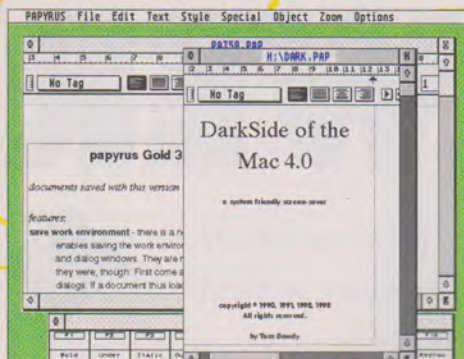 PAPYRUS File Edit Text Style Special Object Zoom Options
H:\DARK.PAP
No Tag
No Tag
papyrus Gold 3
documents saved with this version
features:
save work environment - there is a n
enables saving the work enviro
and dialog windows. They are r
they were, though: First come a
dialogs. If a document thus loa
DarkSide of the
Mac 4.0
a system friendly screen-saver
copyright © 1990, 1991, 1992, 1993
All rights reserved.
by Tom Dowdy
Bold Under Italic